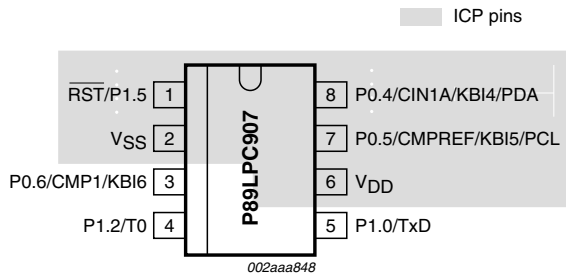 ICP pins
RST/P1.5 1
VSS 2
P0.6/CMP1/KBI6 3
P1.2/T0 4
P89LPC907
8 P0.4/CIN1A/KBI4/PDA
7 P0.5/CMPREF/KBI5/PCL
6 VDD
5 P1.0/TxD
002aaa848